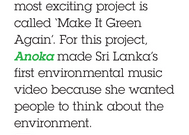 most exciting project is
called ‘Make It Green
Again’. For this project,
Anoka made Sri Lanka’s
first environmental music
video because she wanted
people to think about the
environment.